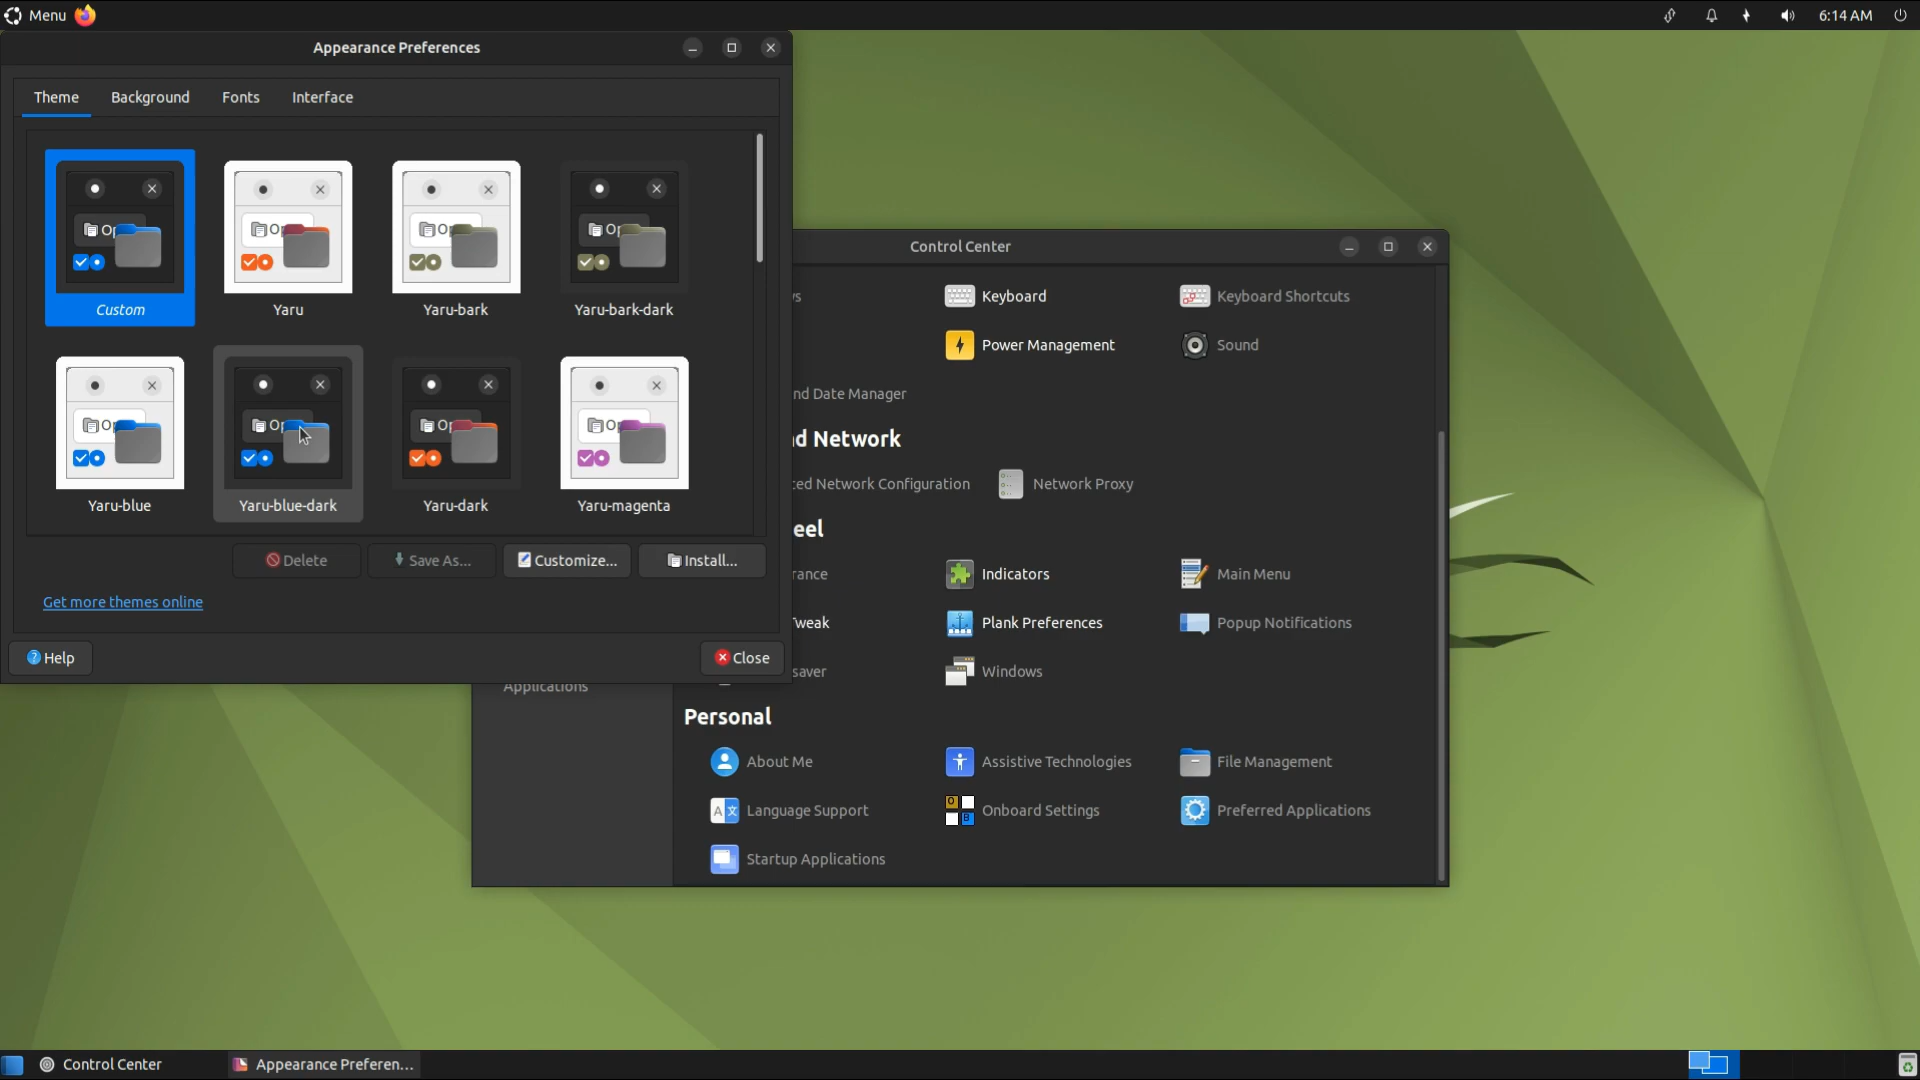 Menu
6:14 AM
Appearance Preferences
Theme Background Fonts Interface
Custom Yaru Yaru-bark Yaru-bark-dark
Yaru-blue Yaru-blue-dark Yaru-dark Yaru-magenta
Delete Save As... Customize... Install...
Get more themes online
Help Close
Control Center
Keyboard Keyboard Shortcuts
Power Management Sound
nd Date Manager
d Network
ced Network Configuration Network Proxy
eel
rance Indicators Main Menu
Tweak Plank Preferences Popup Notifications
saver Windows
Applications
Personal
About Me Assistive Technologies File Management
Language Support Onboard Settings Preferred Applications
Startup Applications
Control Center Appearance Preferen...